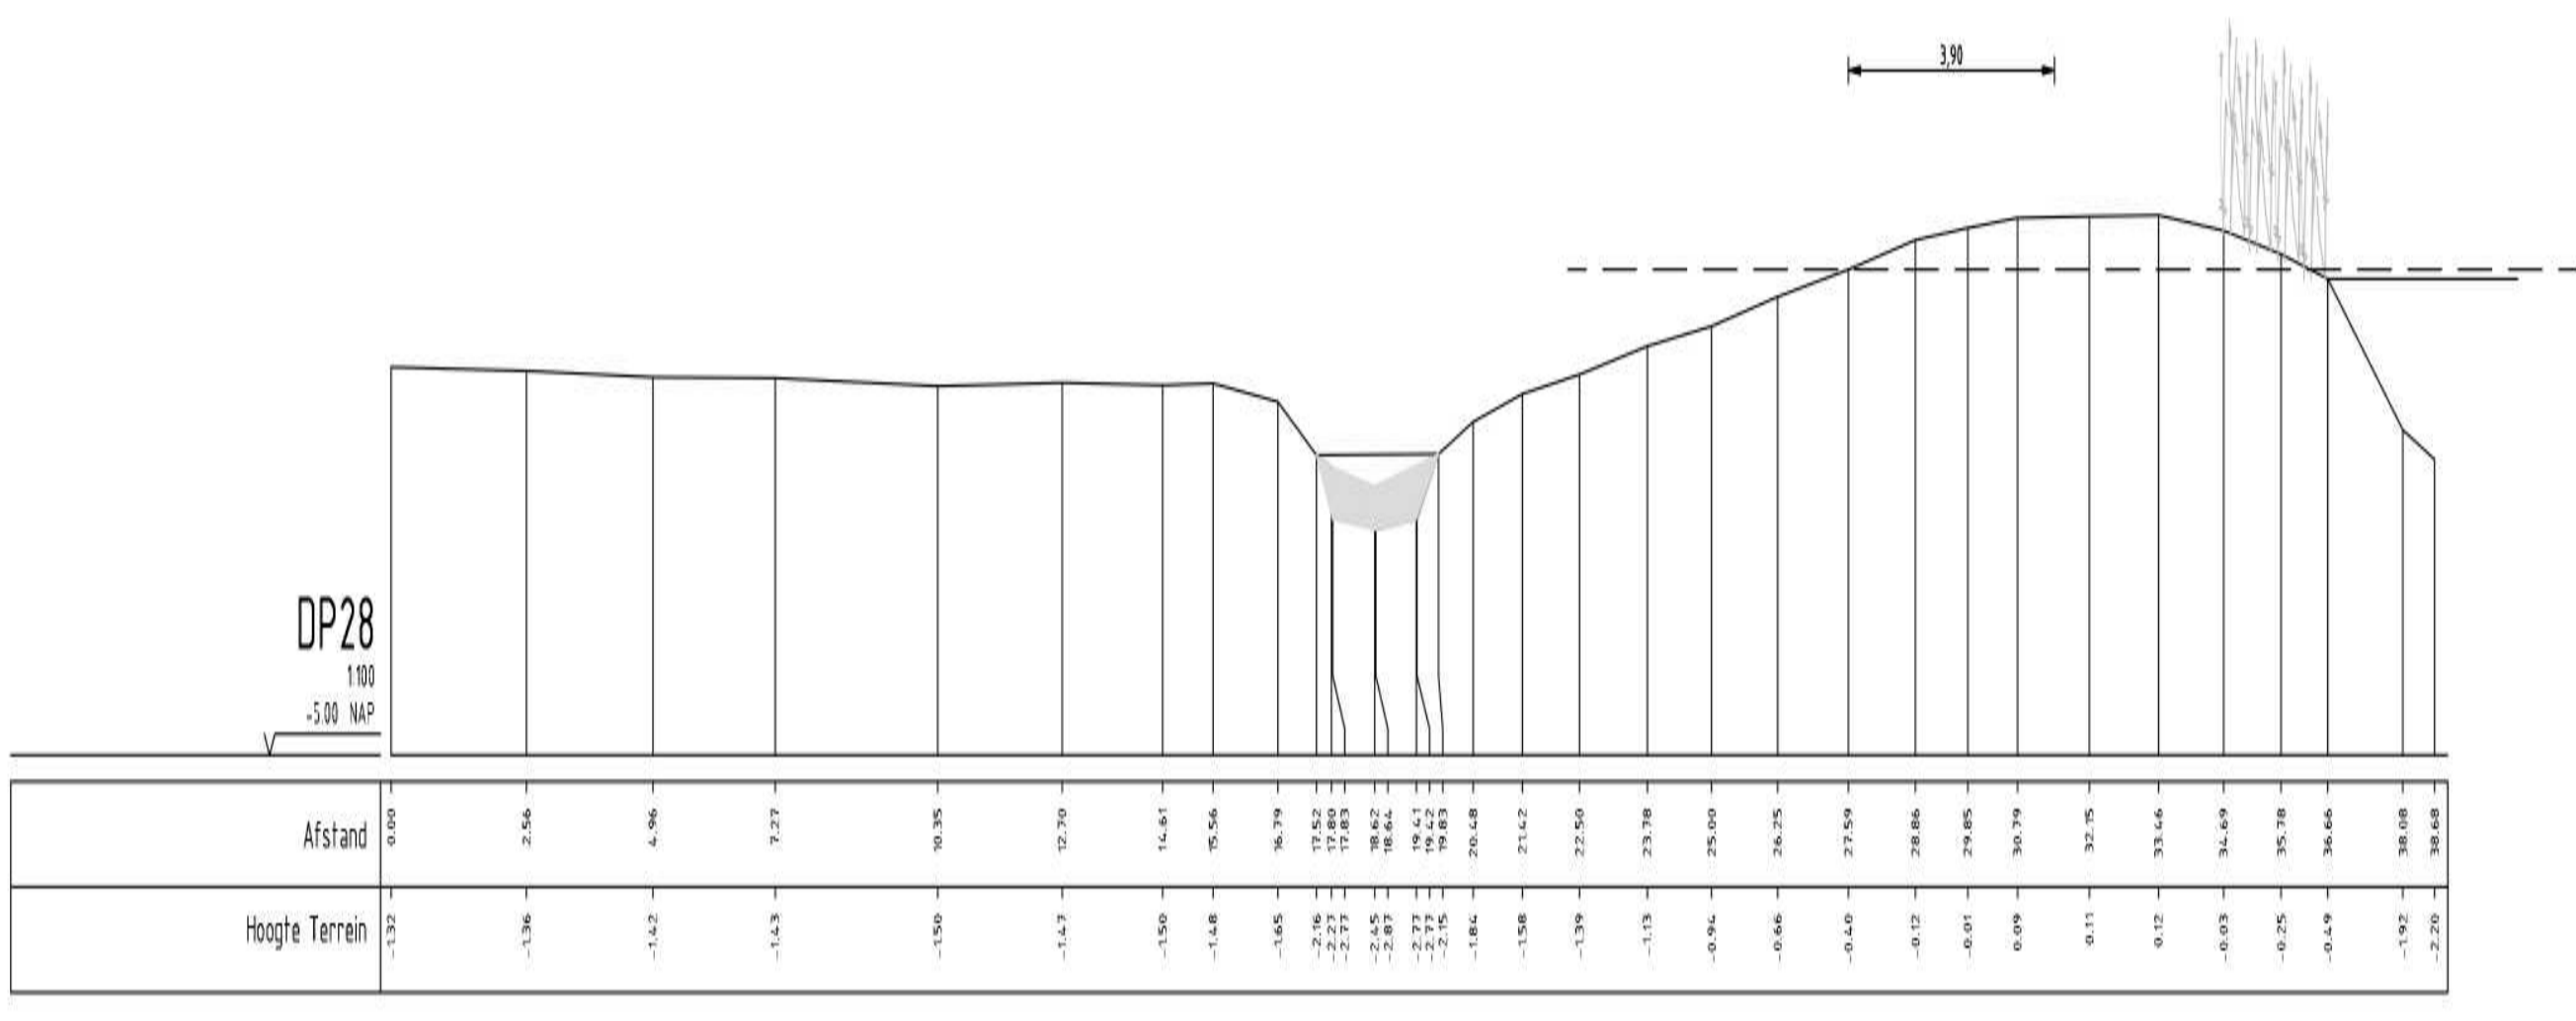 3,90
DP28
1:100
-5.00 NAP
Afstand 0.00 2.56 4.96 7.27 10.35 12.70 14.61 15.56 16.79 17.52 17.80 17.83 18.62 18.64 19.41 19.42 19.83 20.48 21.42 22.50 23.78 25.00 26.25 27.59 28.86 29.85 30.79 32.15 33.46 34.69 35.78 36.66 38.08 38.68
Hoogte Terrein -1.32 -1.36 -1.42 -1.43 -1.50 -1.47 -1.50 -1.48 -1.65 -2.16 -2.27 -2.77 -2.45 -2.87 -2.77 -2.77 -2.15 -1.84 -1.58 -1.39 -1.13 -0.94 -0.66 -0.40 -0.12 -0.01 0.09 0.11 0.12 -0.03 -0.25 -0.49 -1.92 -2.20